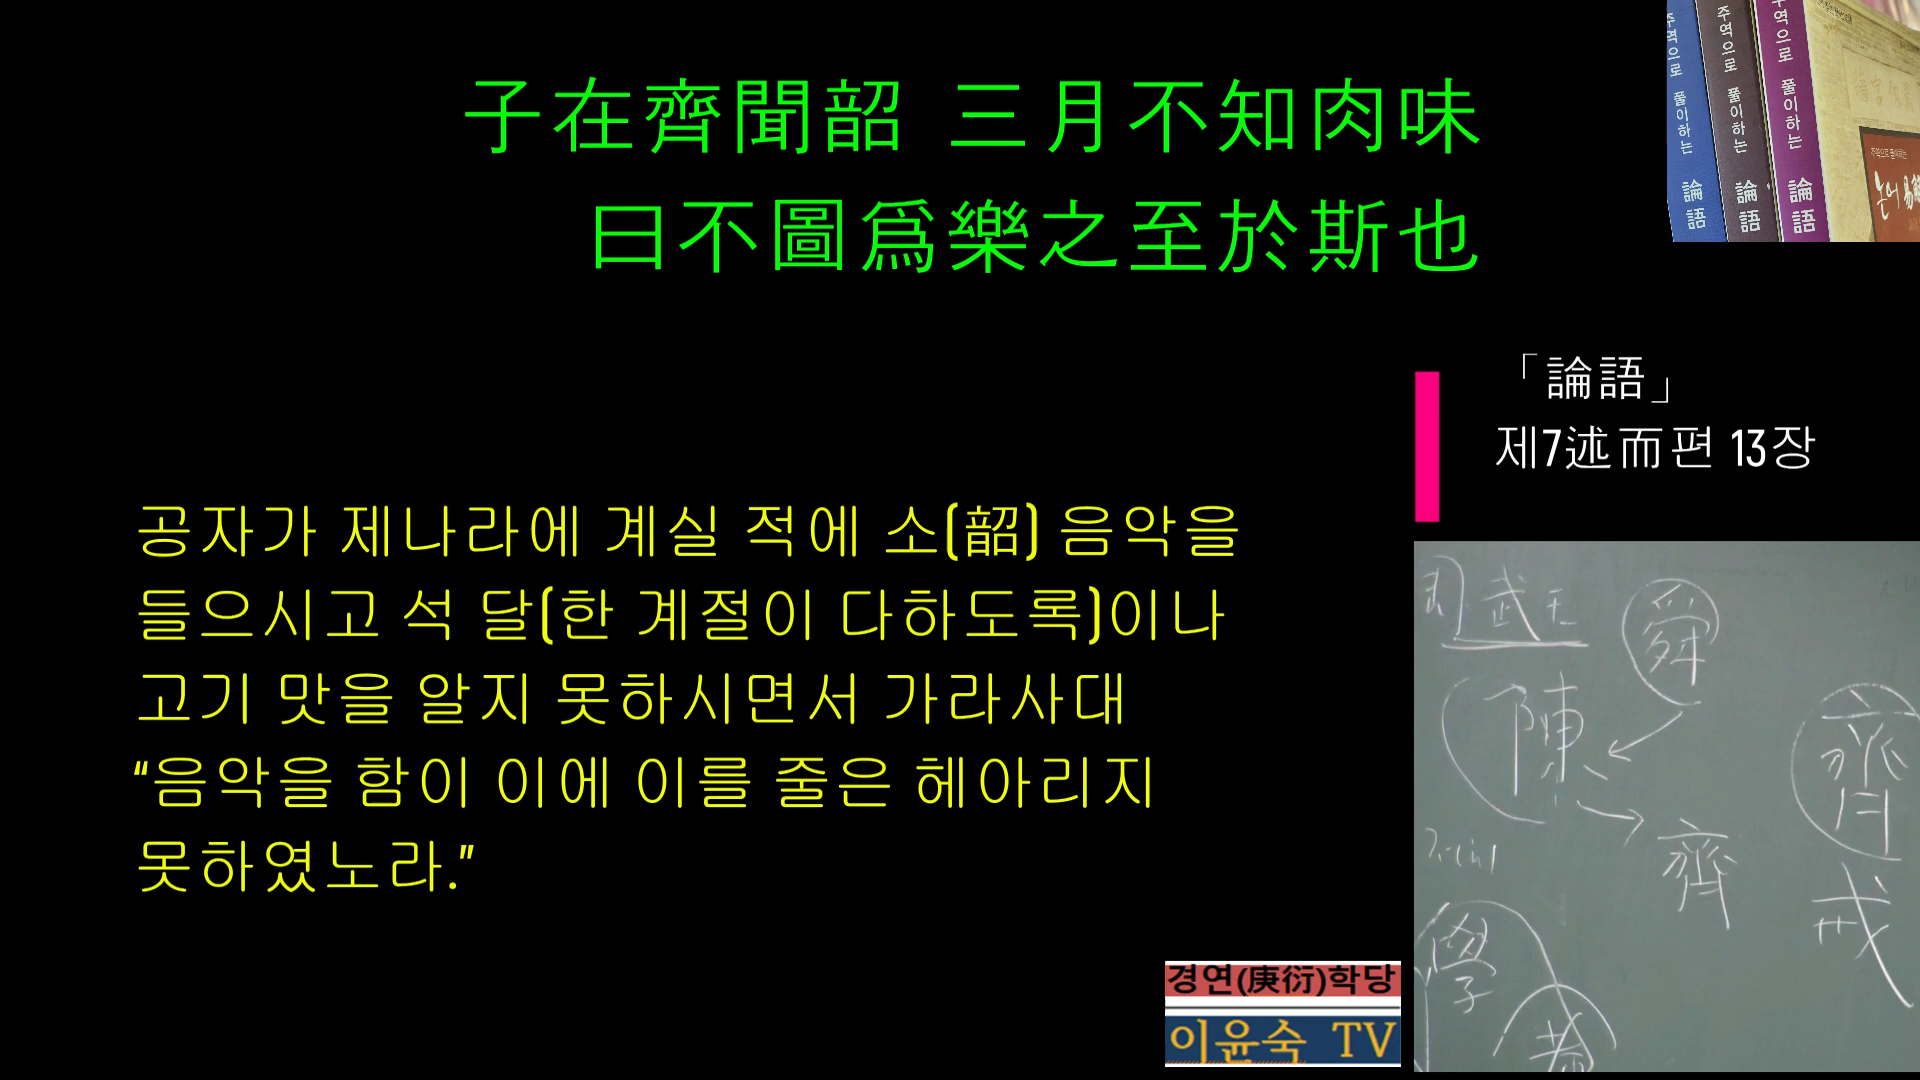 子在齊聞韶 三月不知肉味
曰不圖爲樂之至於斯也
주역으로 풀이하는 論語
주역으로 풀이하는 論語
주역으로 풀이하는 論語
「論語」
제7述而편 13장
공자가 제나라에 계실 적에 소(韶) 음악을
들으시고 석 달(한 계절이 다하도록)이나
고기 맛을 알지 못하시면서 가라사대
“음악을 함이 이에 이를 줄은 헤아리지
못하였노라.”
周武王
舜
陳
齊
齊
戒
學
경연(庚衍)학당
이윤숙 TV